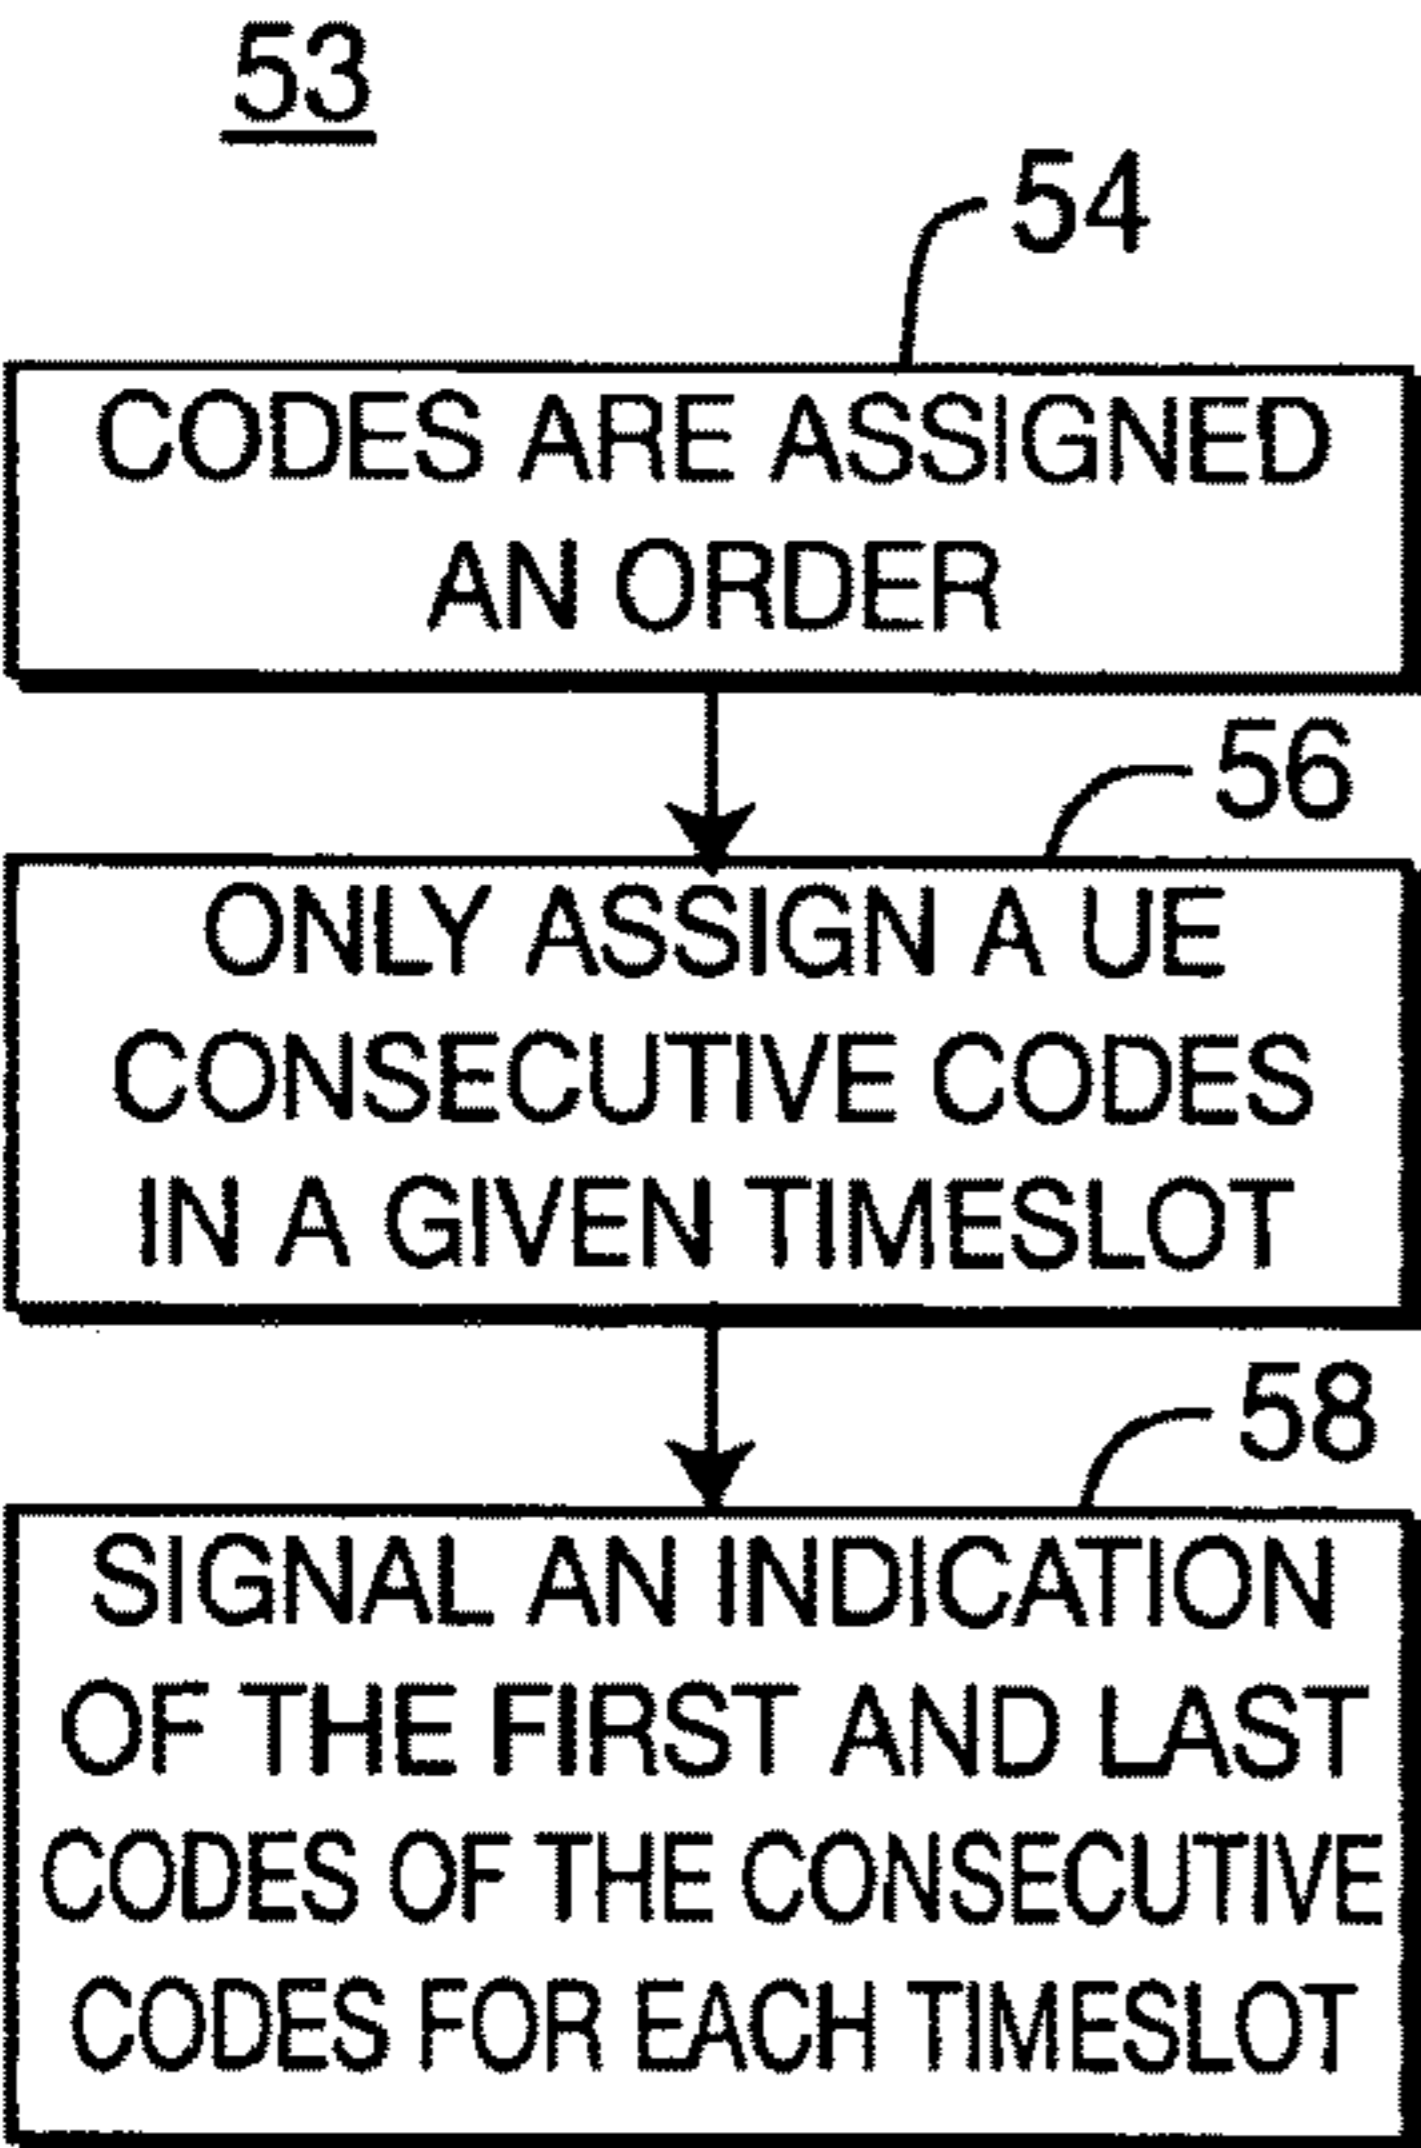 53
54
CODES ARE ASSIGNED
AN ORDER
56
ONLY ASSIGN A UE
CONSECUTIVE CODES
IN A GIVEN TIMESLOT
58
SIGNAL AN INDICATION
OF THE FIRST AND LAST
CODES OF THE CONSECUTIVE
CODES FOR EACH TIMESLOT